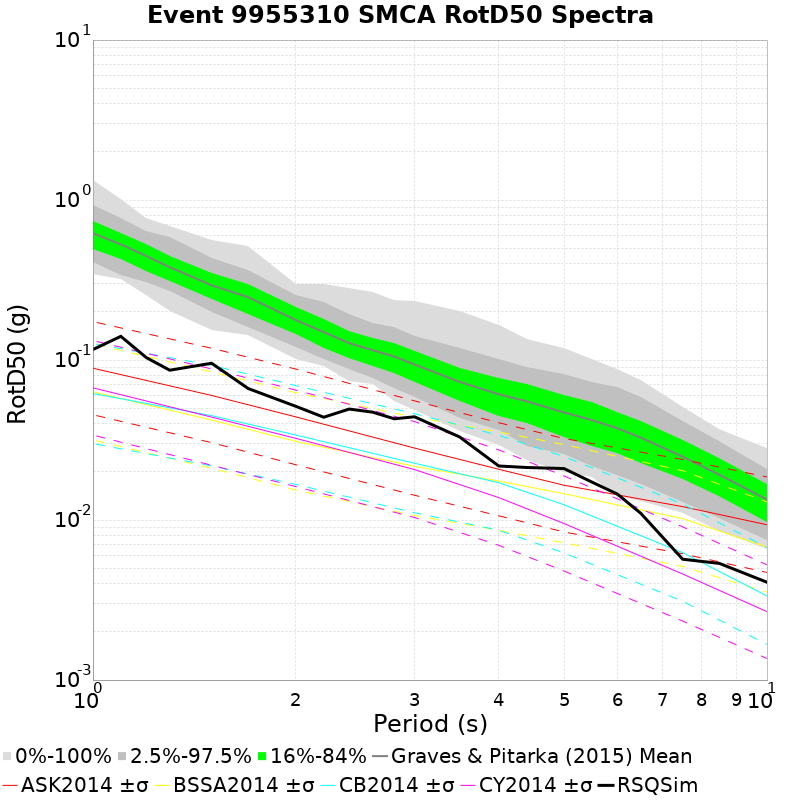 Event 9955310 SMCA RotD50 Spectra
10^1
10^0
10^-1
10^-2
10^-3
RotD50 (g)
10^0 2 3 4 5 6 7 8 9 10^1
Period (s)
0%-100% 2.5%-97.5% 16%-84% Graves & Pitarka (2015) Mean
ASK2014 ±σ BSSA2014 ±σ CB2014 ±σ CY2014 ±σ RSQSim